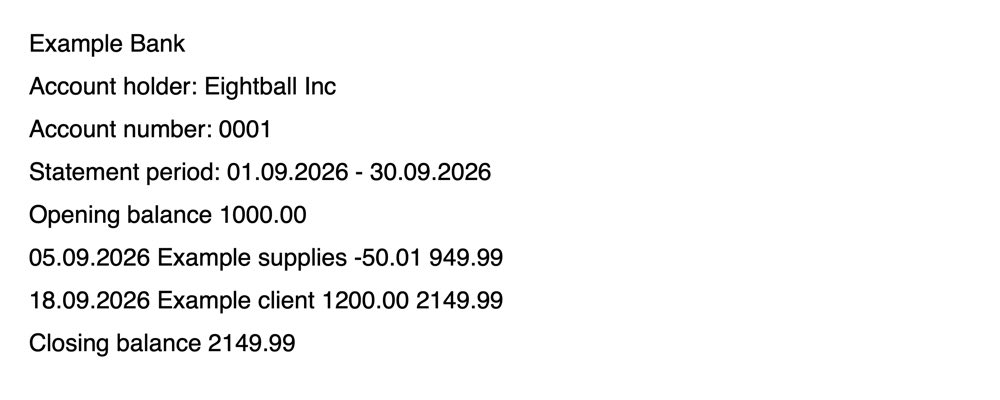 Example Bank
Account holder: Eightball Inc
Account number: 0001
Statement period: 01.09.2026 - 30.09.2026
Opening balance 1000.00
05.09.2026 Example supplies -50.01 949.99
18.09.2026 Example client 1200.00 2149.99
Closing balance 2149.99